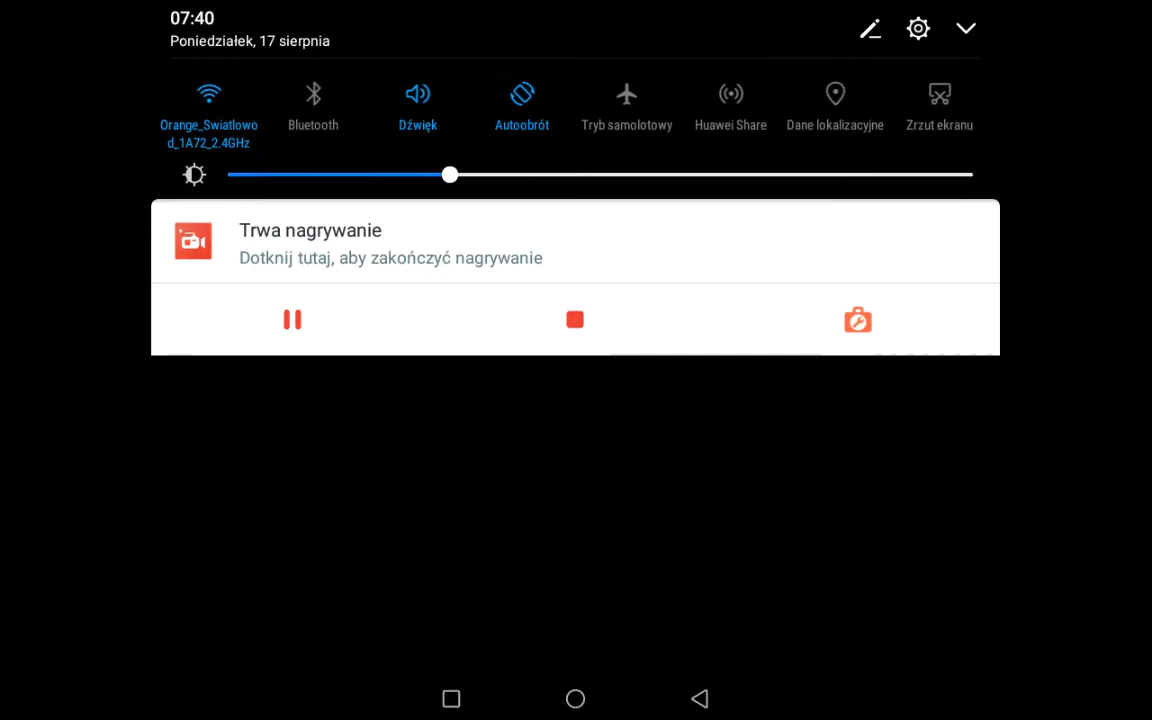 07:40
Poniedziałek, 17 sierpnia
Orange_Swiatlowo
d_1A72_2.4GHz
Bluetooth
Dźwięk
Autoobrót
Tryb samolotowy
Huawei Share
Dane lokalizacyjne
Zrzut ekranu
Trwa nagrywanie
Dotknij tutaj, aby zakończyć nagrywanie